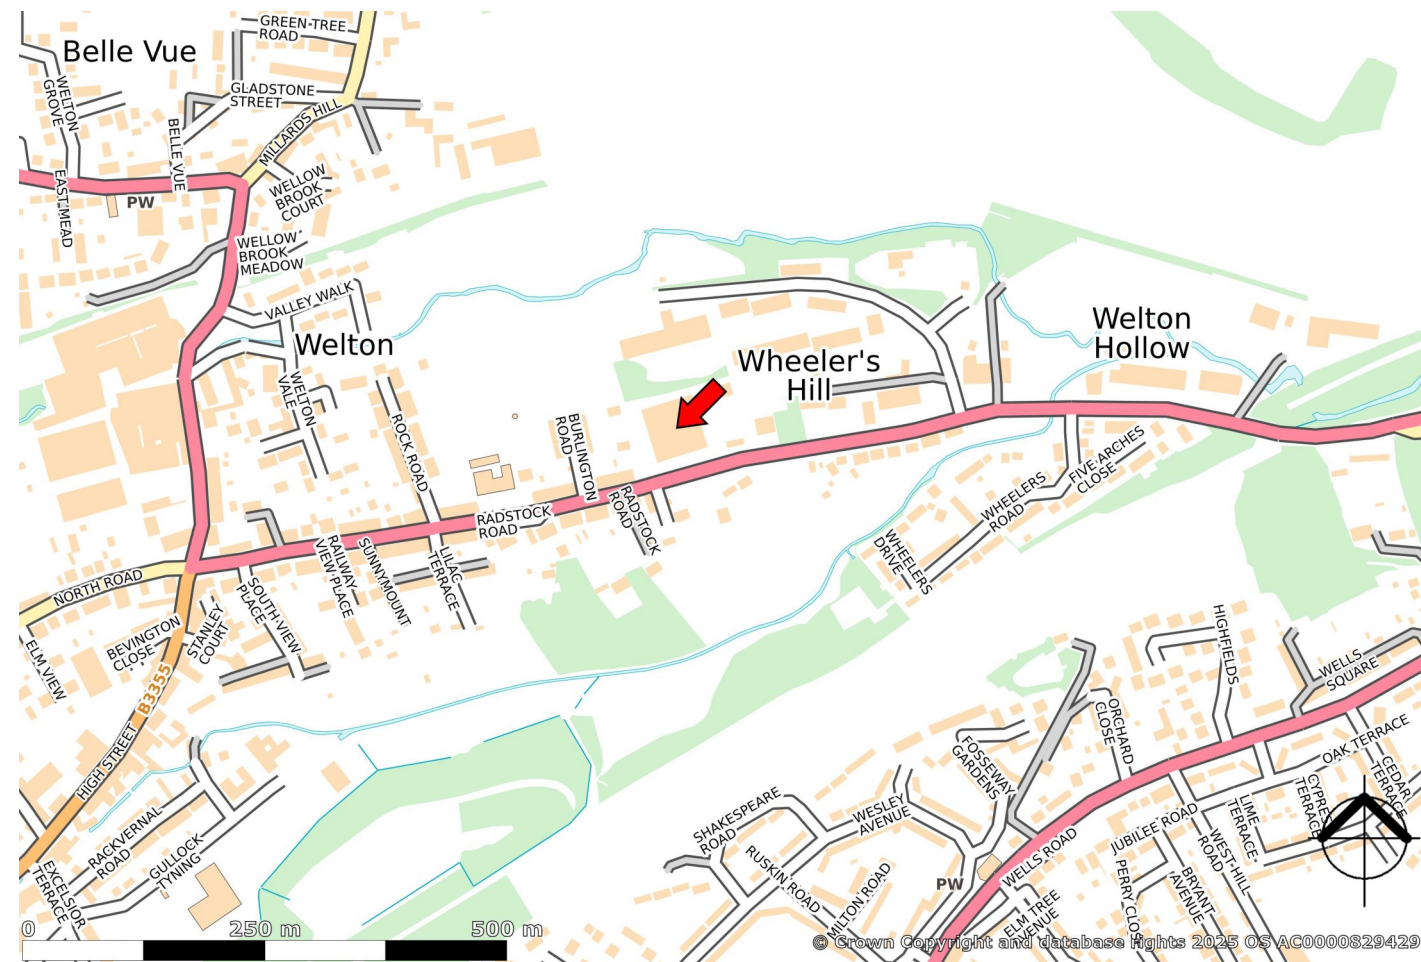 GREEN TREE
ROAD
Belle Vue
WELTON
GROVE
GLADSTONE
STREET
MILLARDS HILL
BELLE VUE
EAST MEAD
PW
WELLOW
BROOK
COURT
WELLOW
BROOK
MEADOW
VALLEY WALK
Welton
WELTON
VALE
ROCK ROAD
BURLINGTON
ROAD
Wheeler's
Hill
Welton
Hollow
RADSTOCK
ROAD
RADSTOCK
ROAD
WHEELERS
ROAD
FIVE ARCHES
CLOSE
WHEELERS
DRIVE
NORTH ROAD
RAILWAY
VIEW PLACE
SUNNYMOUNT
LILAC
TERRACE
SOUTH VIEW
PLACE
STANLEY
COURT
BEVINGTON
CLOSE
ELM VIEW
B3355
HIGH STREET
RACKVERNAL
ROAD
GULLOCK
TYNING
EXCELSIOR
TERRACE
HIGHFIELDS
WELLS
SQUARE
ORCHARD
CLOSE
OAK TERRACE
CEDAR
TERRACE
CYPRESS
TERRACE
LIME
TERRACE
FOSSEWAY
GARDENS
WESLEY
AVENUE
SHAKESPEARE
ROAD
RUSKIN ROAD
MILTON ROAD
WELLS ROAD
JUBILEE ROAD
WEST HILL
ROAD
BRYANT
AVENUE
PERRY CLOSE
ELM TREE
AVENUE
PW
0 250 m 500 m
© Crown Copyright and database rights 2025 OS AC0000829429